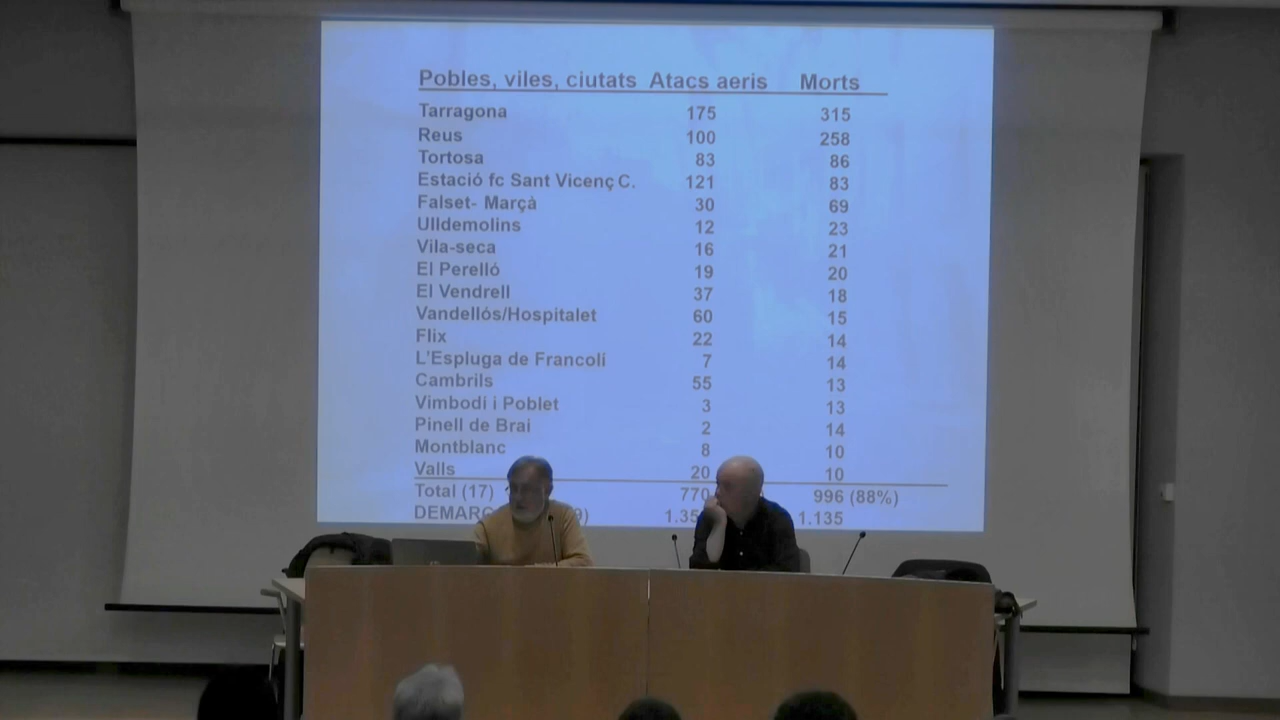 Pobles, viles, ciutats Atacs aeris Morts
Tarragona 175 315
Reus 100 258
Tortosa 83 86
Estació fc Sant Vicenç C. 121 83
Falset- Marçà 30 69
Ulldemolins 12 23
Vila-seca 16 21
El Perelló 19 20
El Vendrell 37 18
Vandellós/Hospitalet 60 15
Flix 22 14
L'Espluga de Francolí 7 14
Cambrils 55 13
Vimbodi i Poblet 3 13
Pinell de Brai 2 14
Montblanc 8 10
Valls 20 10
Total (17) 770 996 (88%)
1.135